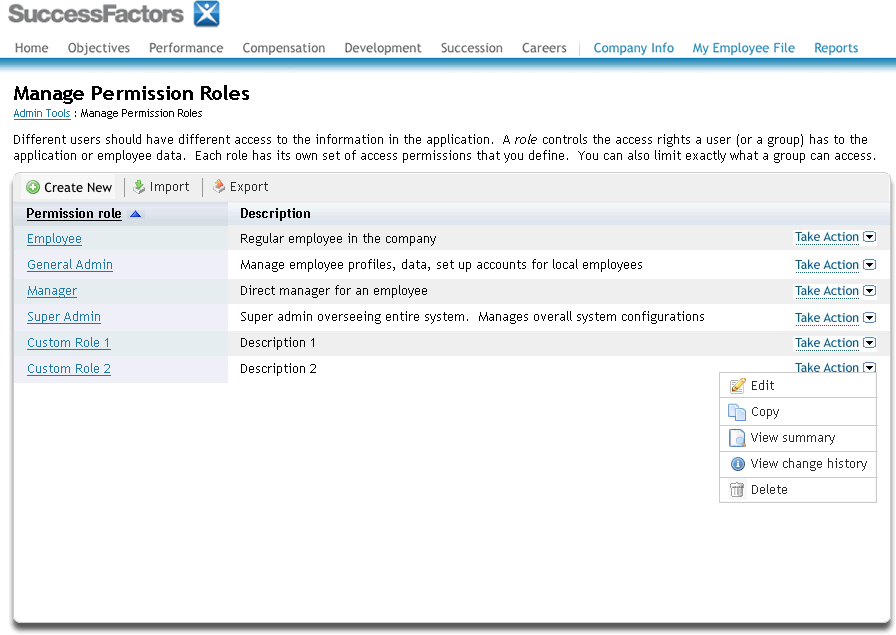 SuccessFactors
Home Objectives Performance Compensation Development Succession Careers Company Info My Employee File Reports
Manage Permission Roles
Admin Tools : Manage Permission Roles
Different users should have different access to the information in the application. A role controls the access rights a user (or a group) has to the
application or employee data. Each role has its own set of access permissions that you define. You can also limit exactly what a group can access.
Create New Import Export
Permission role Description
Employee Regular employee in the company Take Action
General Admin Manage employee profiles, data, set up accounts for local employees Take Action
Manager Direct manager for an employee Take Action
Super Admin Super admin overseeing entire system. Manages overall system configurations Take Action
Custom Role 1 Description 1 Take Action
Custom Role 2 Description 2 Take Action
Edit
Copy
View summary
View change history
Delete